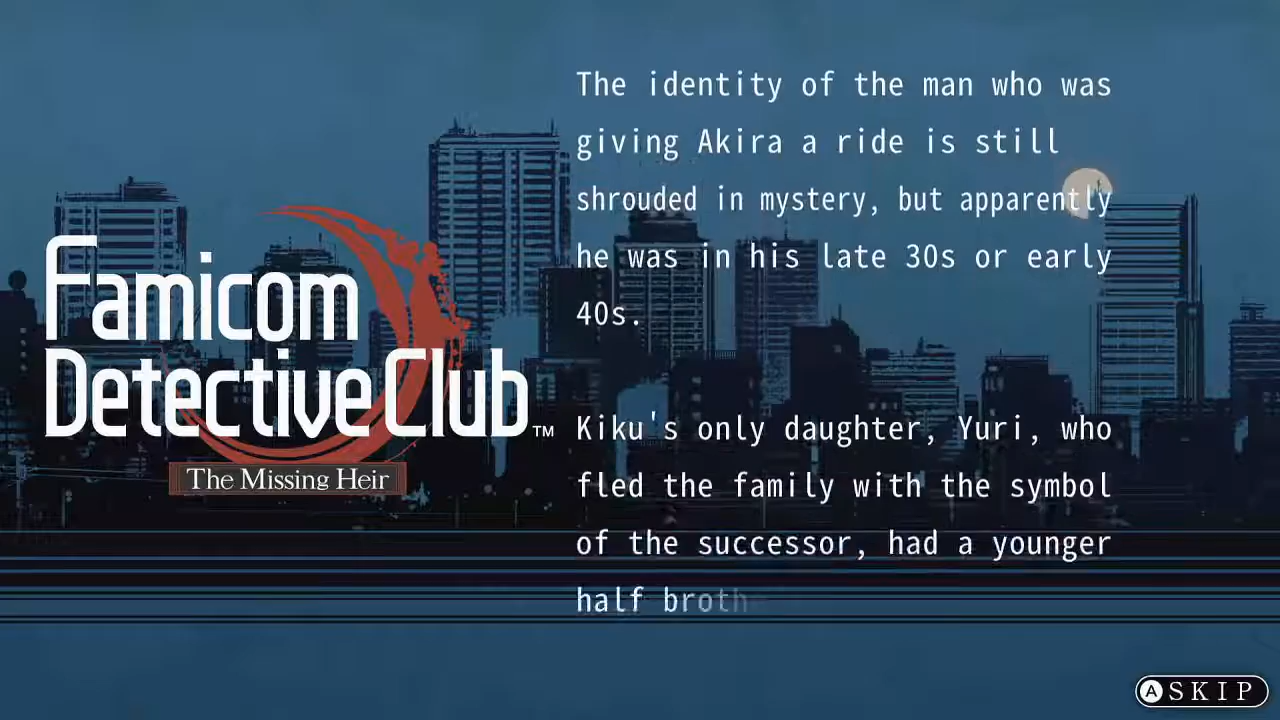 The identity of the man who was
giving Akira a ride is still
shrouded in mystery, but apparently
he was in his late 30s or early
40s.
Famicom
Detective Club™
The Missing Heir
Kiku's only daughter, Yuri, who
fled the family with the symbol
of the successor, had a younger
half broth
A SKIP